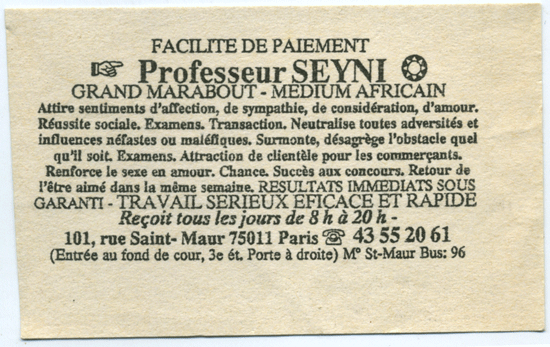 FACILITE DE PAIEMENT
Professeur SEYNI
GRAND MARABOUT - MEDIUM AFRICAIN
Attire sentiments d'affection, de sympathie, de considération, d'amour.
Réussite sociale. Examens. Transaction. Neutralise toutes adversités et
influences néfastes ou maléfiques. Surmonte, désagrège l'obstacle quel
qu'il soit. Examens. Attraction de clientèle pour les commerçants.
Renforce le sexe en amour. Chance. Succès aux concours. Retour de
l'être aimé dans la même semaine. RESULTATS IMMEDIATS SOUS
GARANTI - TRAVAIL SERIEUX EFICACE ET RAPIDE
Reçoit tous les jours de 8 h à 20 h -
101, rue Saint- Maur 75011 Paris ☏ 43 55 20 61
(Entrée au fond de cour, 3e ét. Porte à droite) M° St-Maur Bus: 96